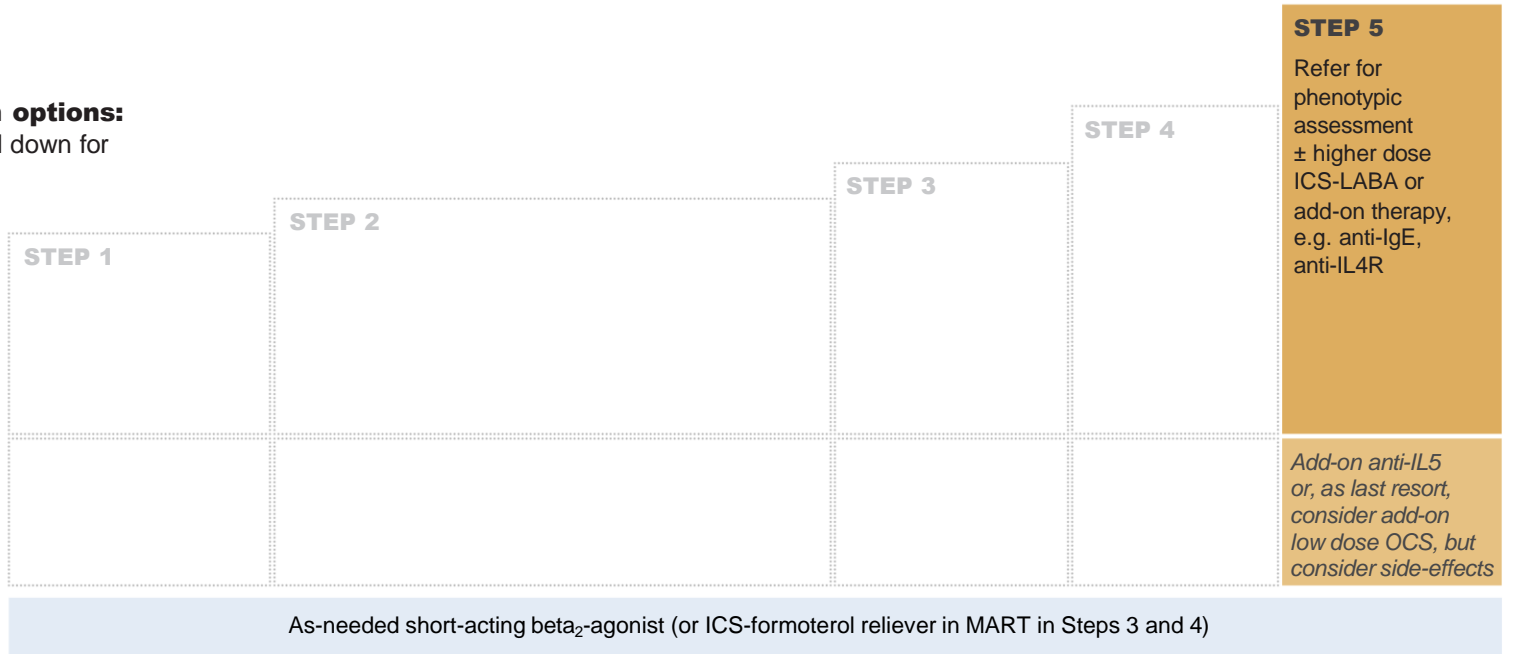 options:
down for
STEP 1
STEP 2
STEP 3
STEP 4
STEP 5
Refer for
phenotypic
assessment
± higher dose
ICS-LABA or
add-on therapy,
e.g. anti-IgE,
anti-IL4R
Add-on anti-IL5
or, as last resort,
consider add-on
low dose OCS, but
consider side-effects
As-needed short-acting beta₂-agonist (or ICS-formoterol reliever in MART in Steps 3 and 4)